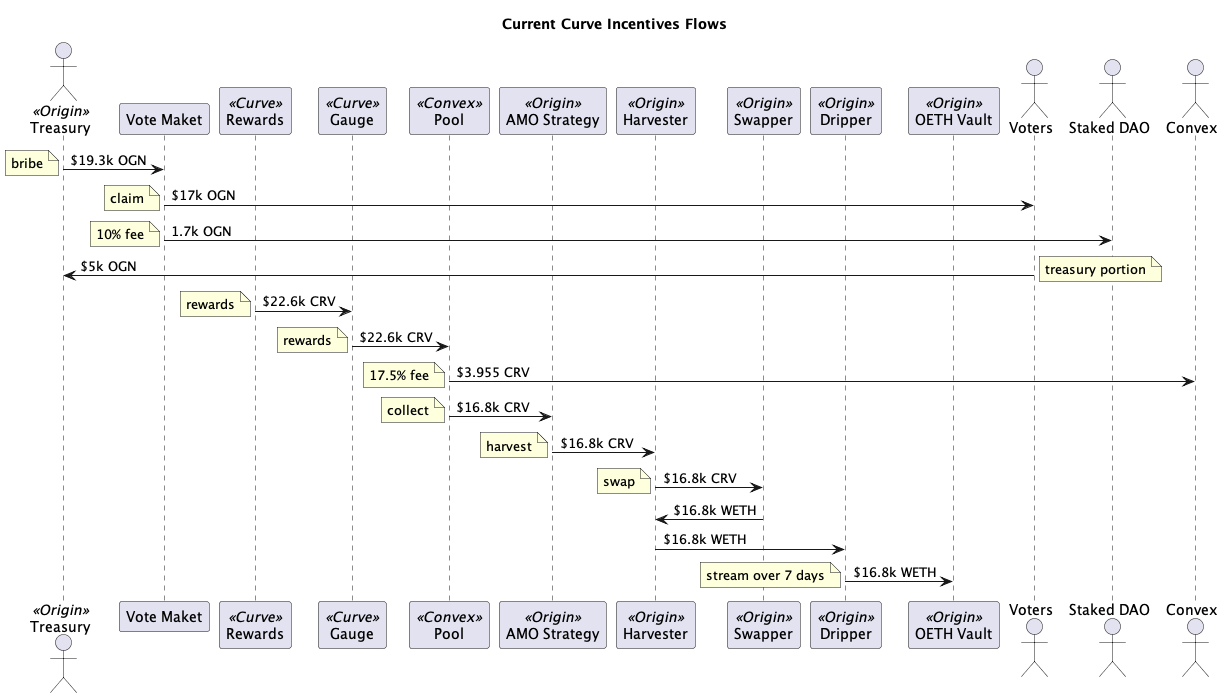 Current Curve Incentives Flows
«Origin»
Treasury
Vote Maket
«Curve»
Rewards
«Curve»
Gauge
«Convex»
Pool
«Origin»
AMO Strategy
«Origin»
Harvester
«Origin»
Swapper
«Origin»
Dripper
«Origin»
OETH Vault
Voters
Staked DAO
Convex
bribe
$19.3k OGN
claim
$17k OGN
10% fee
1.7k OGN
$5k OGN
treasury portion
rewards
$22.6k CRV
rewards
$22.6k CRV
17.5% fee
$3.955 CRV
collect
$16.8k CRV
harvest
$16.8k CRV
swap
$16.8k CRV
$16.8k WETH
$16.8k WETH
stream over 7 days
$16.8k WETH
«Origin»
Treasury
Vote Maket
«Curve»
Rewards
«Curve»
Gauge
«Convex»
Pool
«Origin»
AMO Strategy
«Origin»
Harvester
«Origin»
Swapper
«Origin»
Dripper
«Origin»
OETH Vault
Voters
Staked DAO
Convex